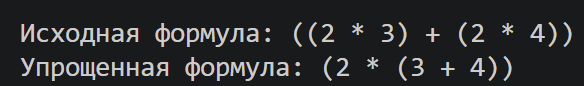 Исходная формула: ((2 * 3) + (2 * 4))
Упрощенная формула: (2 * (3 + 4))